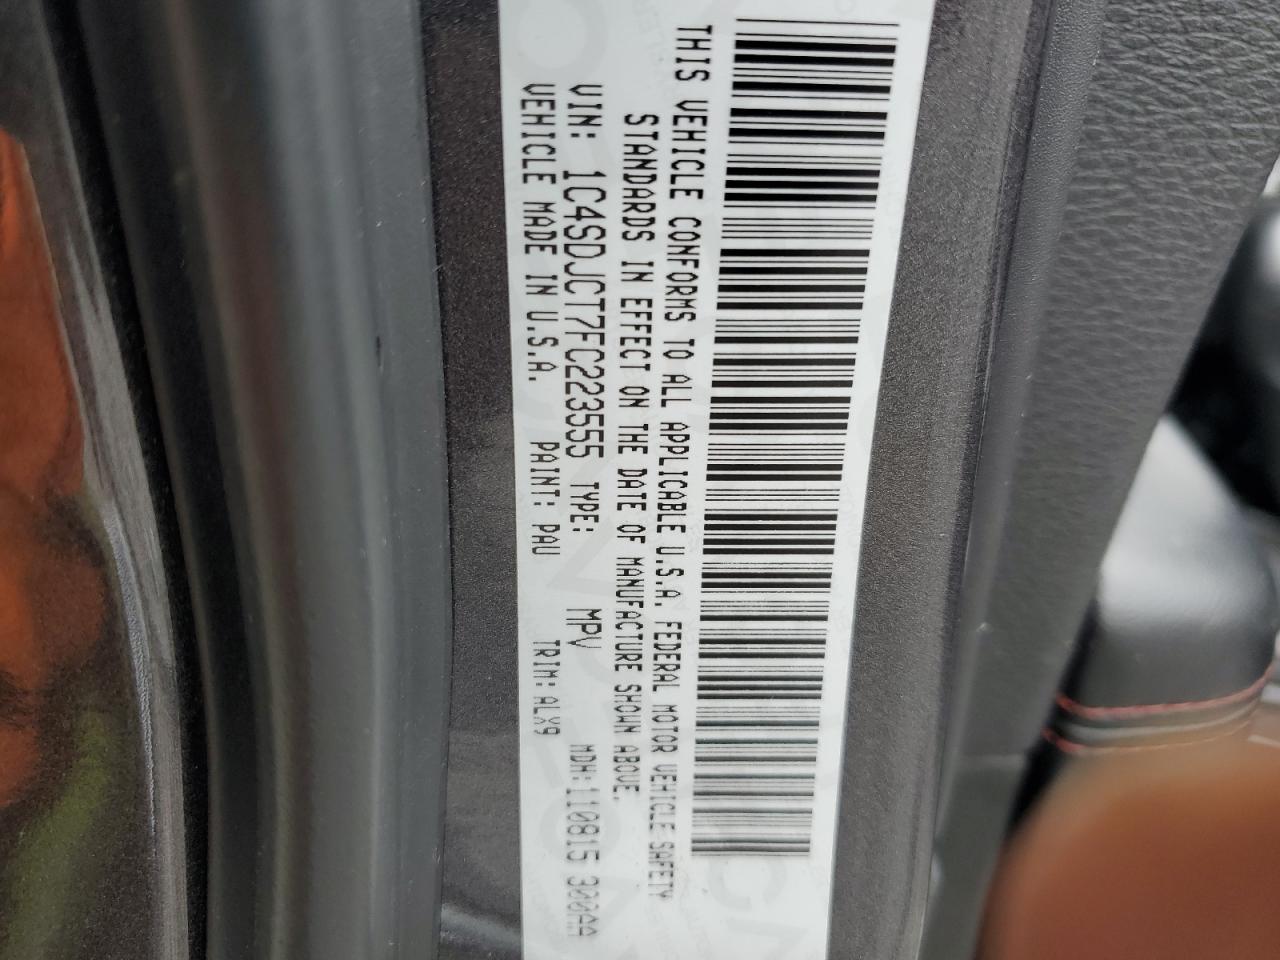 THIS VEHICLE CONFORMS TO ALL APPLICABLE U.S.A. FEDERAL MOTOR VEHICLE SAFETY
STANDARDS IN EFFECT ON THE DATE OF MANUFACTURE SHOWN ABOVE.
VIN: 1C4SDJCT7FC223555 TYPE: MPV MDH:110815 300AA
VEHICLE MADE IN U.S.A. PAINT: PAU TRIM: ALX9